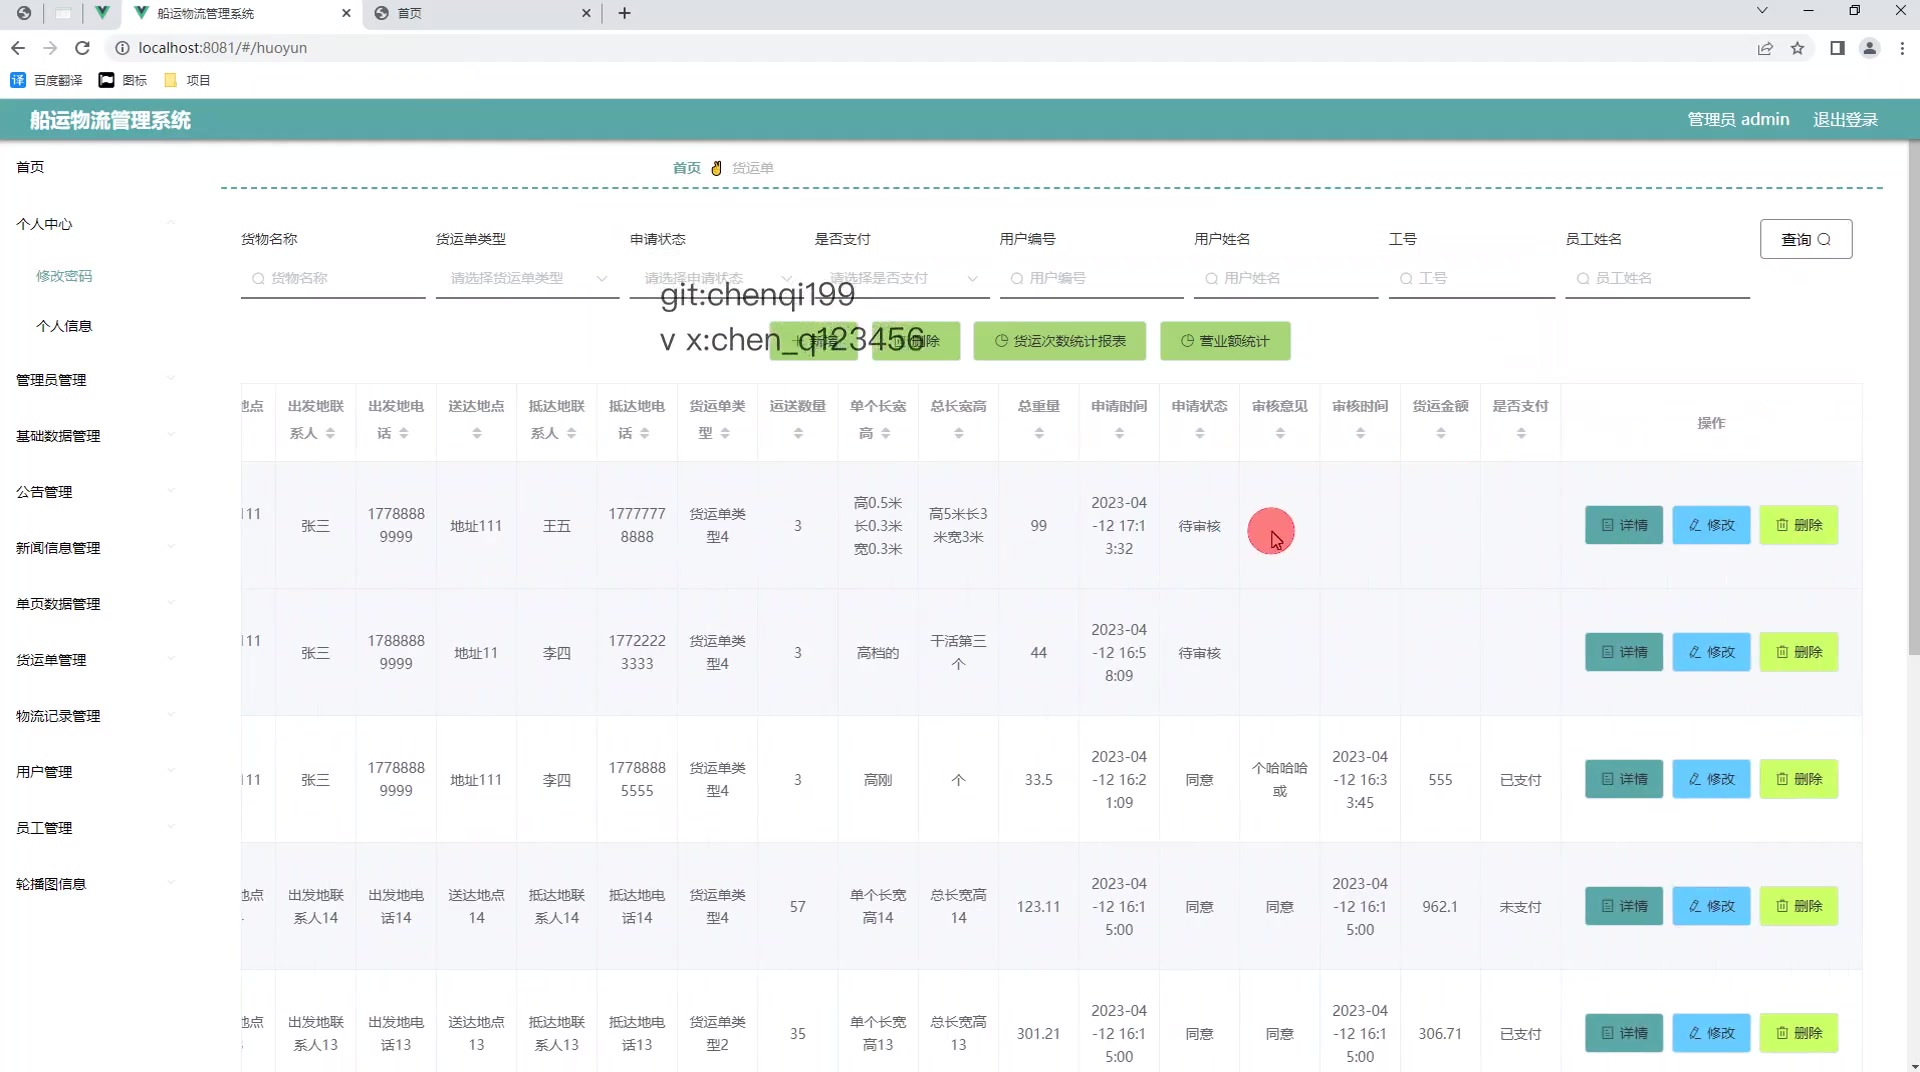 船运物流管理系统
首页
localhost:8081/#/huoyun
译 百度翻译
图标
项目
船运物流管理系统
管理员 admin
退出登录
首页
个人中心
修改密码
个人信息
管理员管理
基础数据管理
公告管理
新闻信息管理
单页数据管理
货运单管理
物流记录管理
用户管理
员工管理
轮播图信息
首页
货运单
货物名称 货运单类型 申请状态 是否支付 用户编号 用户姓名 工号 员工姓名
查询
货物名称 请选择货运单类型 请选择申请状态 请选择是否支付 用户编号 用户姓名 工号 员工姓名
git:chenqi199
v x:chen_q123456
新增 删除 货运次数统计报表 营业额统计
地点 出发地联系人 出发地电话 送达地点 抵达地联系人 抵达地电话 货运单类型 运送数量 单个长宽高 总长宽高 总重量 申请时间 申请状态 审核意见 审核时间 货运金额 是否支付 操作
111 张三 17788889999 地址111 王五 17777778888 货运单类型4 3 高0.5米长0.3米宽0.3米 高5米长3米宽3米 99 2023-04-12 17:13:32 待审核 详情 修改 删除
111 张三 17888889999 地址11 李四 17722223333 货运单类型4 3 高档的 干活第三个 44 2023-04-12 16:58:09 待审核 详情 修改 删除
111 张三 17788889999 地址111 李四 17788885555 货运单类型4 3 高刚 个 33.5 2023-04-12 16:21:09 同意 个哈哈哈或 2023-04-12 16:33:45 555 已支付 详情 修改 删除
地点 出发地联系人14 出发地电话14 送达地点14 抵达地联系人14 抵达地电话14 货运单类型4 57 单个长宽高14 总长宽高14 123.11 2023-04-12 16:15:00 同意 同意 2023-04-12 16:15:00 962.1 未支付 详情 修改 删除
地点 出发地联系人13 出发地电话13 送达地点13 抵达地联系人13 抵达地电话13 货运单类型2 35 单个长宽高13 总长宽高13 301.21 2023-04-12 16:15:00 同意 同意 2023-04-12 16:15:00 306.71 已支付 详情 修改 删除